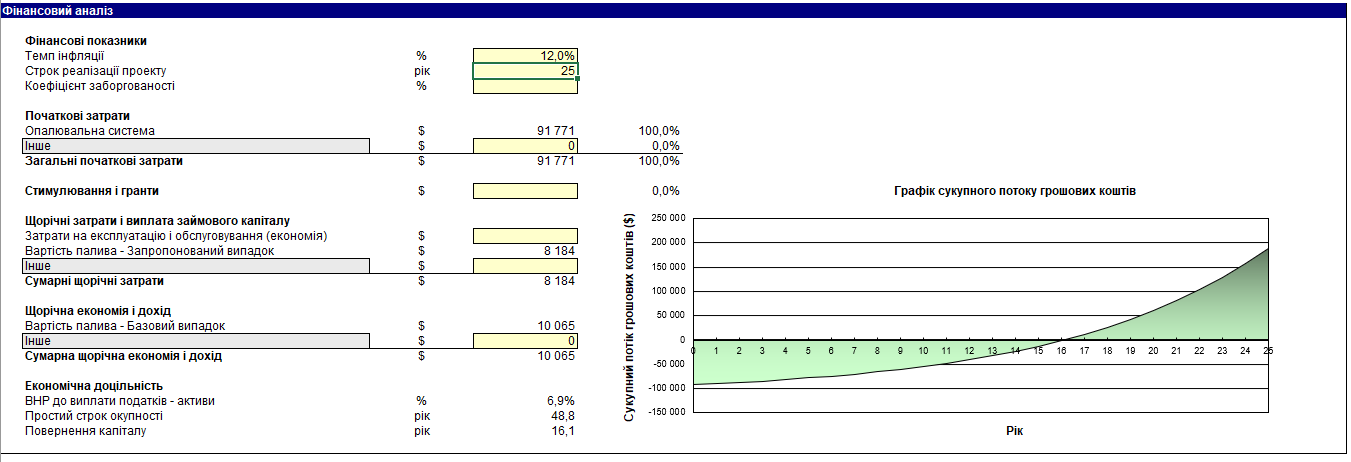 Фінансовий аналіз
Фінансові показники
Темп інфляції % 12,0%
Строк реалізації проекту рік 25
Коефіцієнт заборгованості %
Початкові затрати
Опалювальна система $ 91 771 100,0%
Інше $ 0 0,0%
Загальні початкові затрати $ 91 771 100,0%
Стимулювання і гранти $ 0,0%
Щорічні затрати і виплата займового капіталу
Затрати на експлуатацію і обслуговування (економія) $
Вартість палива - Запропонований випадок $ 8 184
Інше $
Сумарні щорічні затрати $ 8 184
Щорічна економія і дохід
Вартість палива - Базовий випадок $ 10 065
Інше $ 0
Сумарна щорічна економія і дохід $ 10 065
Економічна доцільність
ВНР до виплати податків - активи % 6,9%
Простий строк окупності рік 48,8
Повернення капіталу рік 16,1
Графік сукупного потоку грошових коштів
Сукупний потік грошових коштів ($)
250 000
200 000
150 000
100 000
50 000
0
-50 000
-100 000
-150 000
0 1 2 3 4 5 6 7 8 9 10 11 12 13 14 15 16 17 18 19 20 21 22 23 24 25
Рік